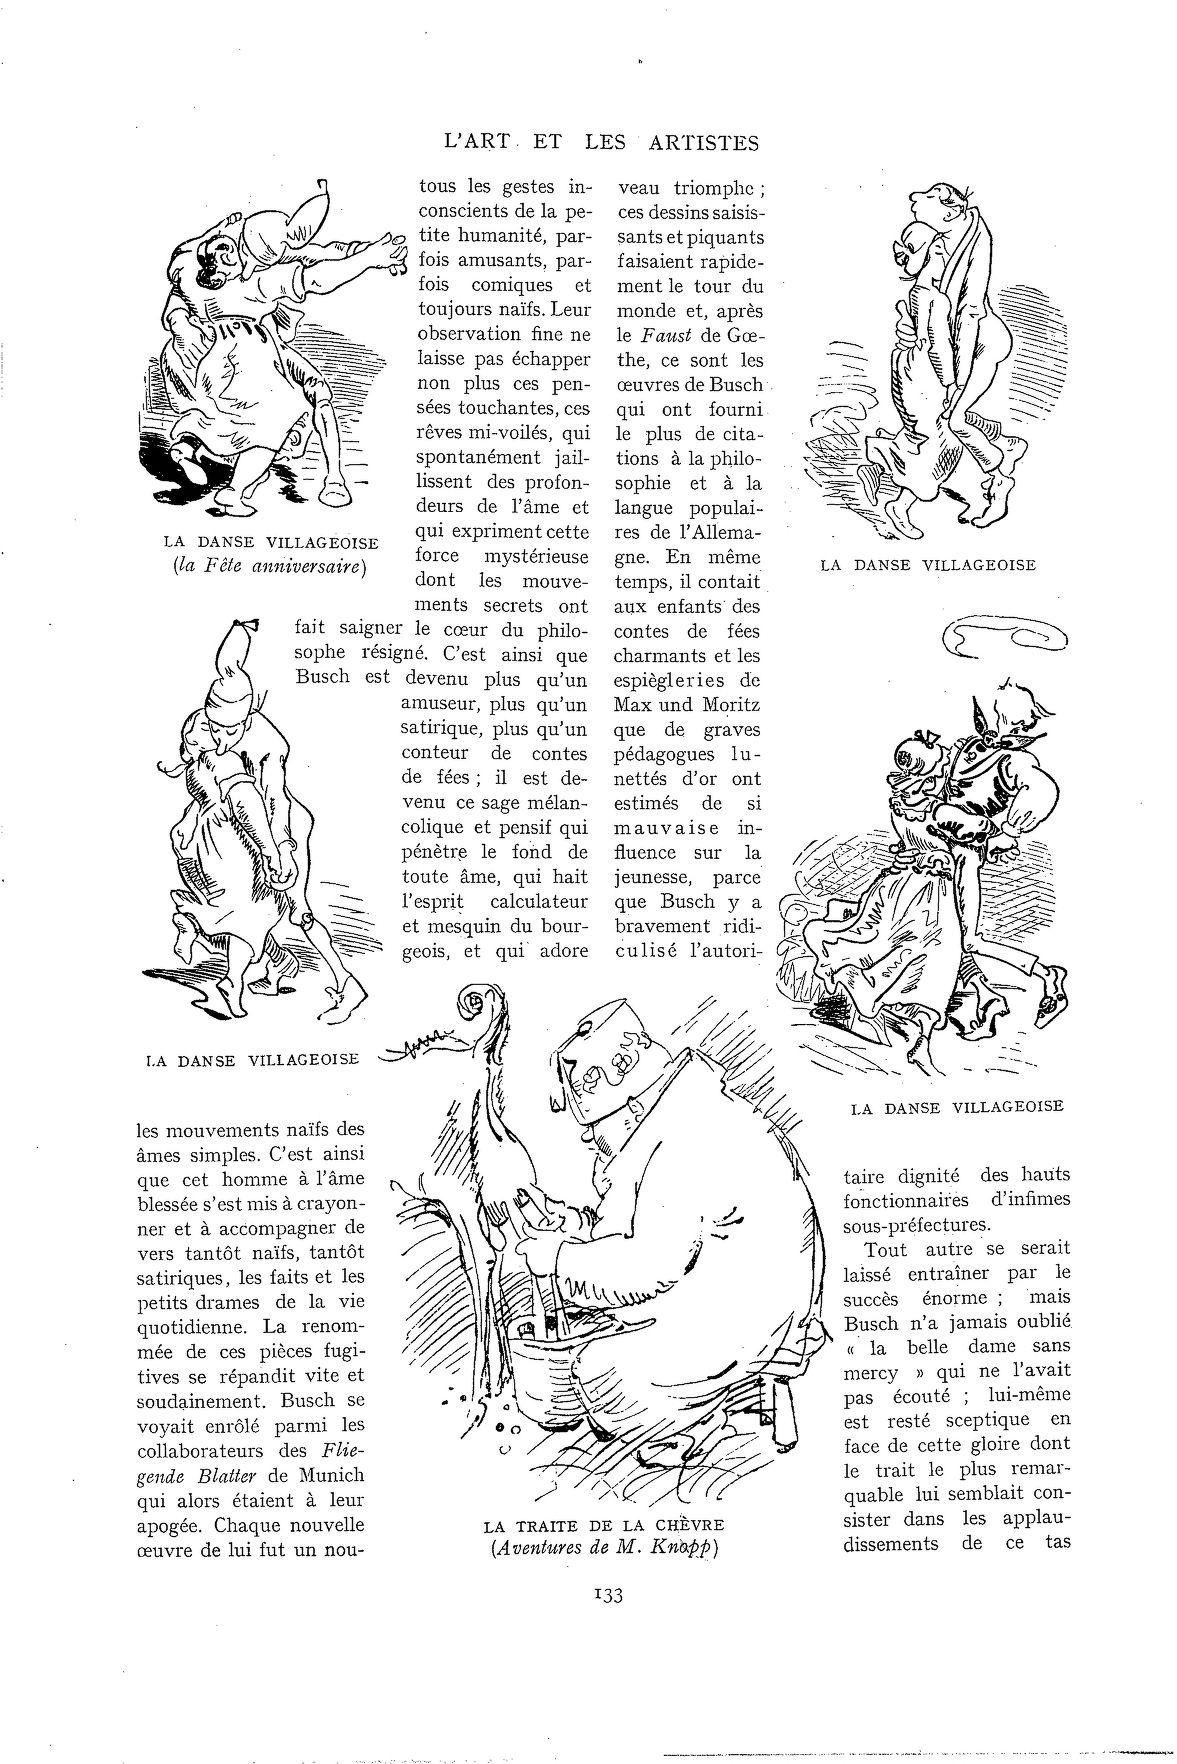 L'ART ET LES ARTISTES
tous les gestes in-
conscients de la pe-
tite humanité, par-
fois amusants, par-
fois comiques et
toujours naïfs. Leur
observation fine ne
laisse pas échapper
non plus ces pen-
sées touchantes, ces
rêves mi-voilés, qui
spontanément jail-
lissent des profon-
deurs de l'âme et
qui expriment cette
force mystérieuse
dont les mouve-
ments secrets ont
fait saigner le cœur du philo-
sophe résigné. C'est ainsi que
Busch est devenu plus qu'un
amuseur, plus qu'un
satirique, plus qu'un
conteur de contes
de fées ; il est de-
venu ce sage mélan-
colique et pensif qui
pénètre le fond de
toute âme, qui hait
l'esprit calculateur
et mesquin du bour-
geois, et qui adore
LA DANSE VILLAGEOISE
(la Fête anniversaire)
LA DANSE VILLAGEOISE
les mouvements naïfs des
âmes simples. C'est ainsi
que cet homme à l'âme
blessée s'est mis à crayon-
ner et à accompagner de
vers tantôt naïfs, tantôt
satiriques, les faits et les
petits drames de la vie
quotidienne. La renom-
mée de ces pièces fugi-
tives se répandit vite et
soudainement. Busch se
voyait enrôlé parmi les
collaborateurs des Flie-
gende Blatter de Munich
qui alors étaient à leur
apogée. Chaque nouvelle
œuvre de lui fut un nou-
veau triomphe ;
ces dessins saisis-
sants et piquants
faisaient rapide-
ment le tour du
monde et, après
le Faust de Gœ-
the, ce sont les
œuvres de Busch
qui ont fourni
le plus de cita-
tions à la philo-
sophie et à la
langue populai-
res de l'Allema-
gne. En même
temps, il contait
aux enfants des
contes de fées
charmants et les
espiègleries de
Max und Moritz
que de graves
pédagogues lu-
nettés d'or ont
estimés de si
mauvaise in-
fluence sur la
jeunesse, parce
que Busch y a
bravement ridi-
culisé l'autori-
LA DANSE VILLAGEOISE
LA DANSE VILLAGEOISE
taire dignité des hauts
fonctionnaires d'infimes
sous-préfectures.
Tout autre se serait
laissé entraîner par le
succès énorme ; mais
Busch n'a jamais oublié
« la belle dame sans
mercy » qui ne l'avait
pas écouté ; lui-même
est resté sceptique en
face de cette gloire dont
le trait le plus remar-
quable lui semblait con-
sister dans les applau-
dissements de ce tas
LA TRAITE DE LA CHÈVRE
(Aventures de M. Knopp)
133